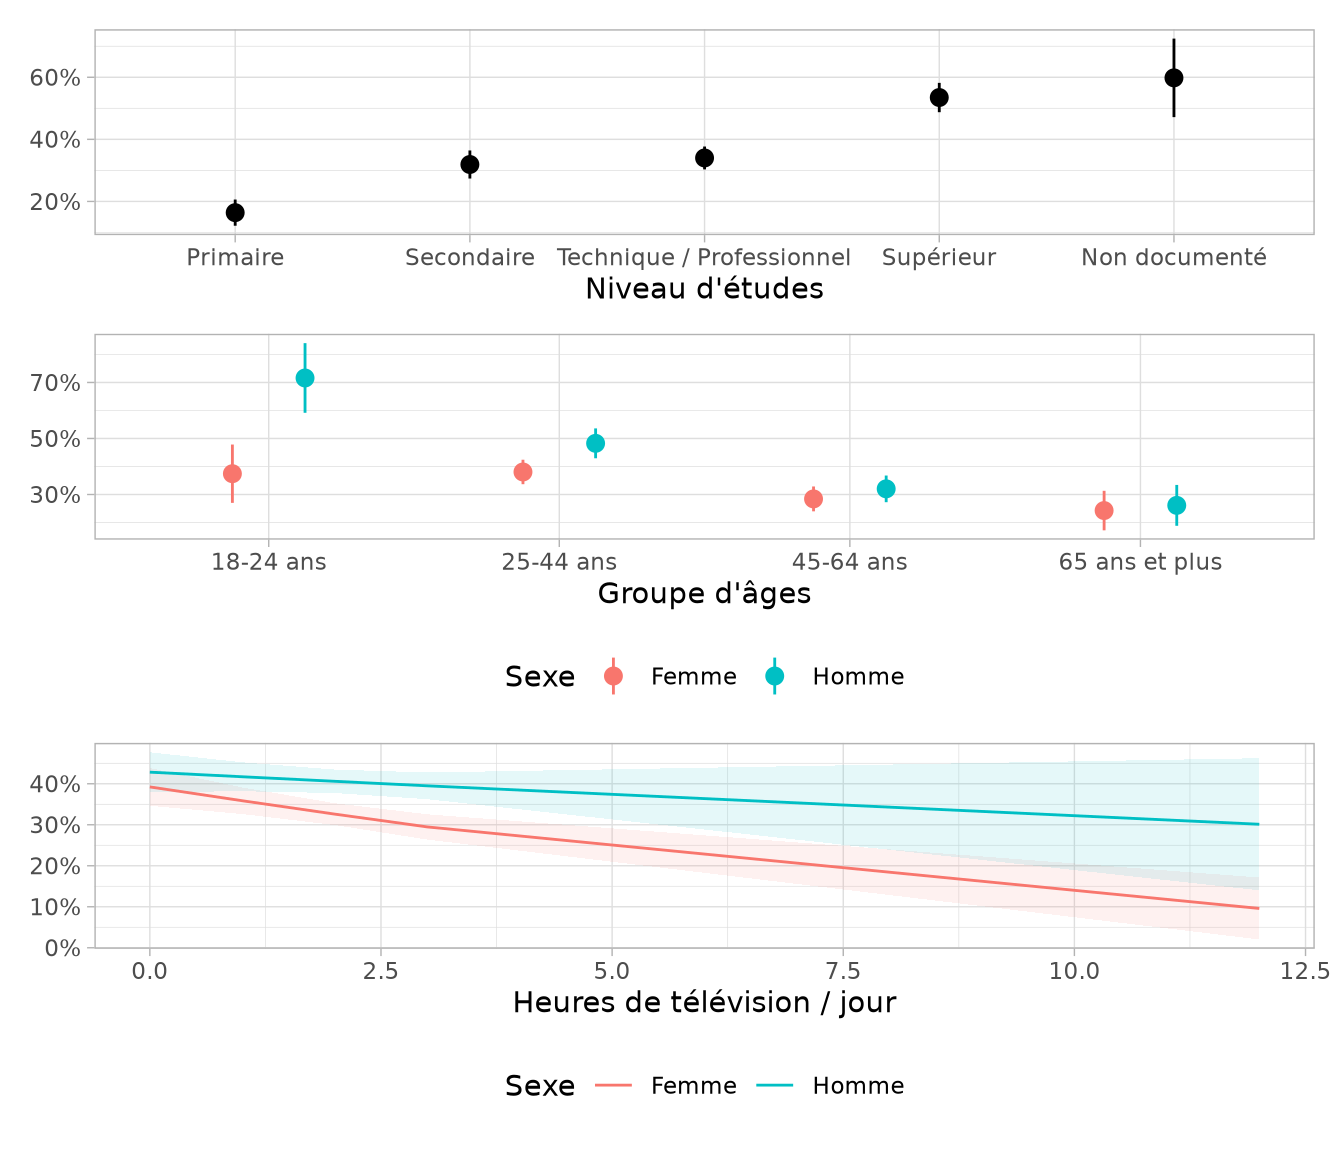 60%
40%
20%
Primaire Secondaire Technique / Professionnel Supérieur Non documenté
Niveau d'études
70%
50%
30%
18-24 ans 25-44 ans 45-64 ans 65 ans et plus
Groupe d'âges
Sexe Femme Homme
40%
30%
20%
10%
0%
0.0 2.5 5.0 7.5 10.0 12.5
Heures de télévision / jour
Sexe Femme Homme